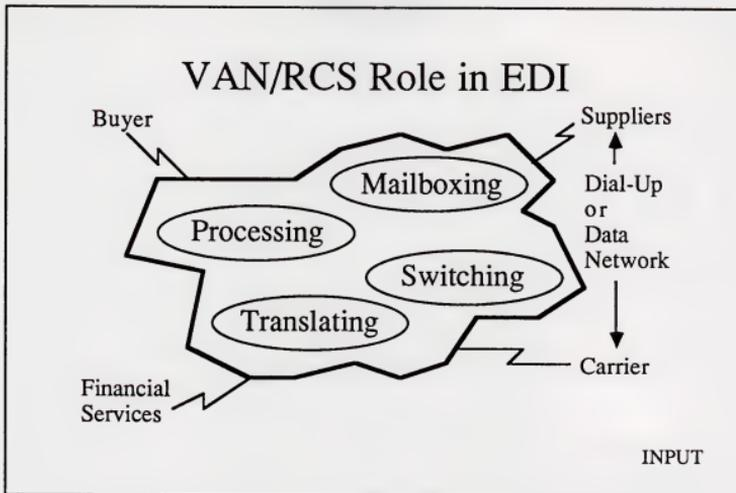 VAN/RCS Role in EDI
Buyer
Suppliers
Mailboxing
Dial-Up
or
Data
Network
Processing
Switching
Translating
Carrier
Financial
Services
INPUT